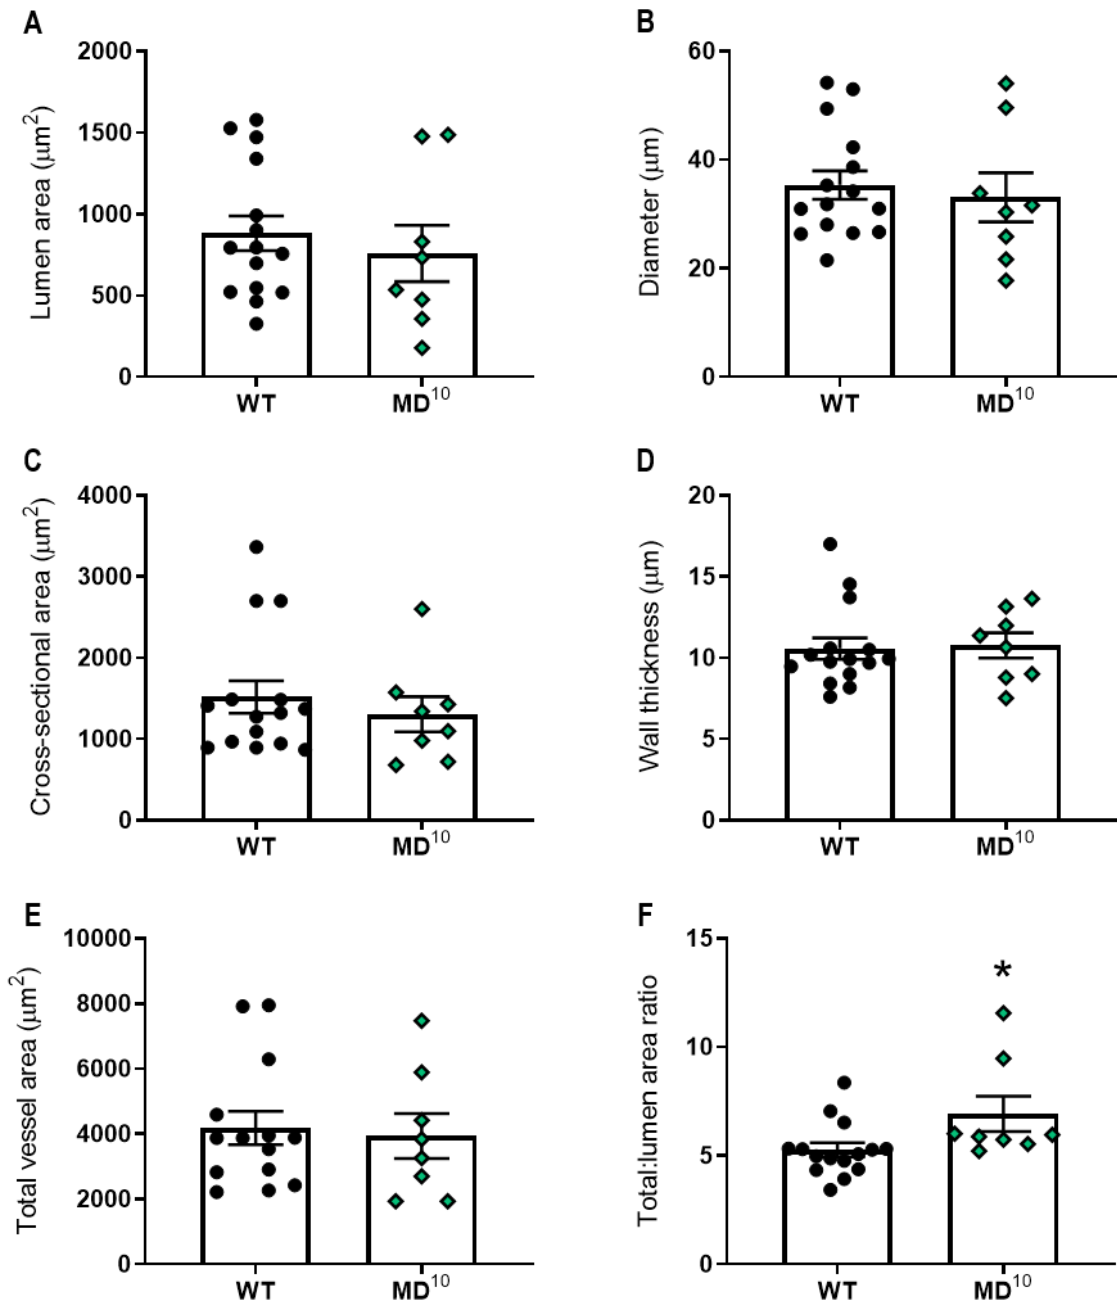 A
Lumen area (μm²)
2000
1500
1000
500
0
WT
MD¹⁰
B
Diameter (μm)
60
40
20
0
WT
MD¹⁰
C
Cross-sectional area (μm²)
4000
3000
2000
1000
0
WT
MD¹⁰
D
Wall thickness (μm)
20
15
10
5
0
WT
MD¹⁰
E
Total vessel area (μm²)
10000
8000
6000
4000
2000
0
WT
MD¹⁰
F
Total:lumen area ratio
15
10
5
0
*
WT
MD¹⁰